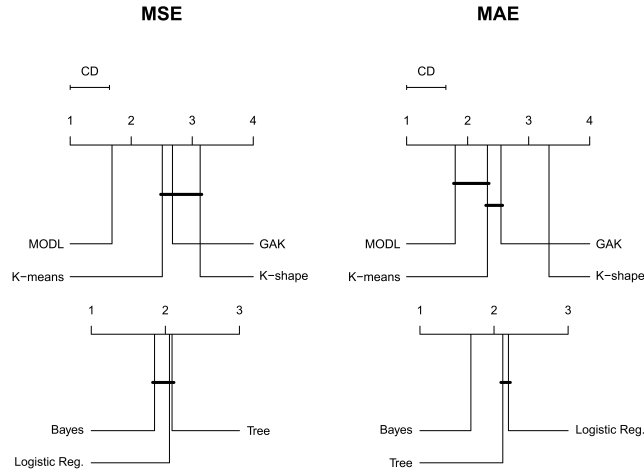 MSE
CD
1 2 3 4
MODL GAK
K−means K−shape
1 2 3
Bayes Tree
Logistic Reg.
MAE
CD
1 2 3 4
MODL GAK
K−means K−shape
1 2 3
Bayes Logistic Reg.
Tree